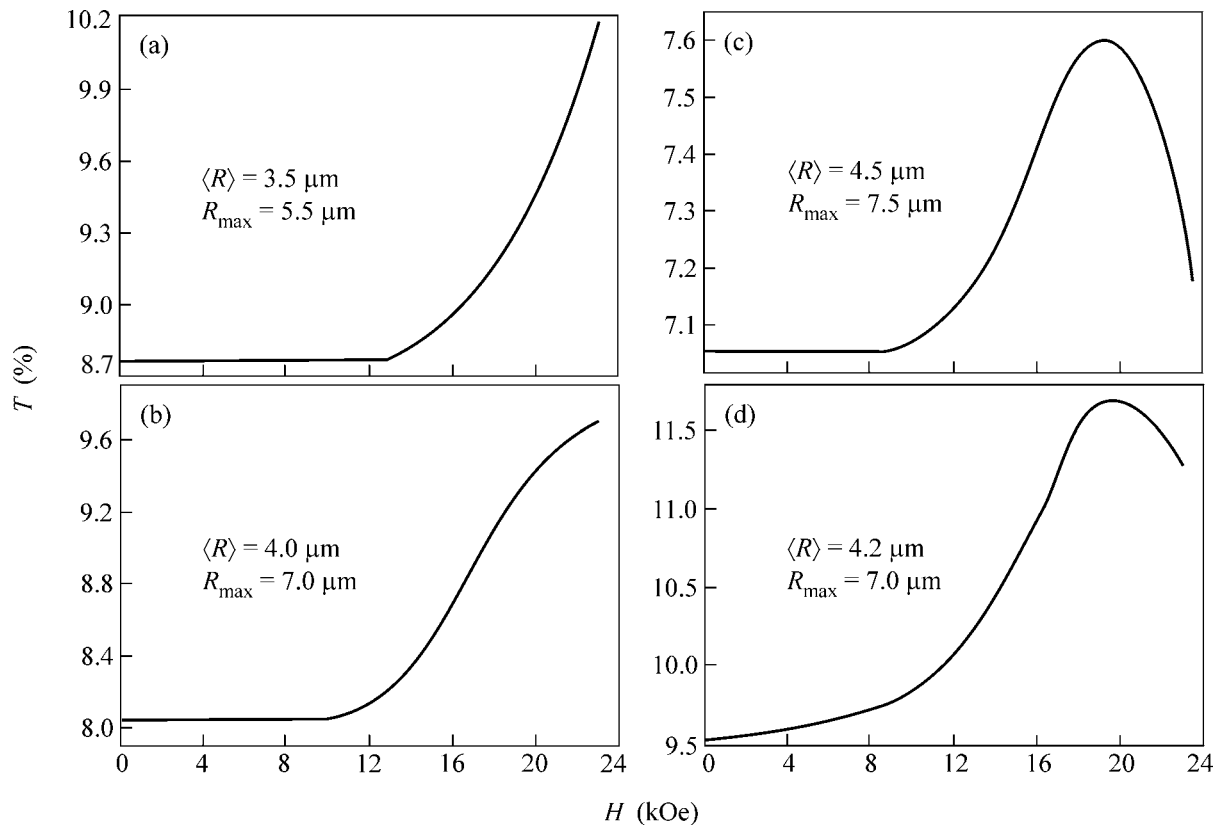 10.2
9.9
9.6
9.3
9.0
8.7
(a)
⟨R⟩ = 3.5 μm
R_max = 5.5 μm
7.6
7.5
7.4
7.3
7.2
7.1
(c)
⟨R⟩ = 4.5 μm
R_max = 7.5 μm
T (%)
9.6
9.2
8.8
8.4
8.0
(b)
⟨R⟩ = 4.0 μm
R_max = 7.0 μm
0 4 8 12 16 20 24
11.5
11.0
10.5
10.0
9.5
(d)
⟨R⟩ = 4.2 μm
R_max = 7.0 μm
0 4 8 12 16 20 24
H (kOe)